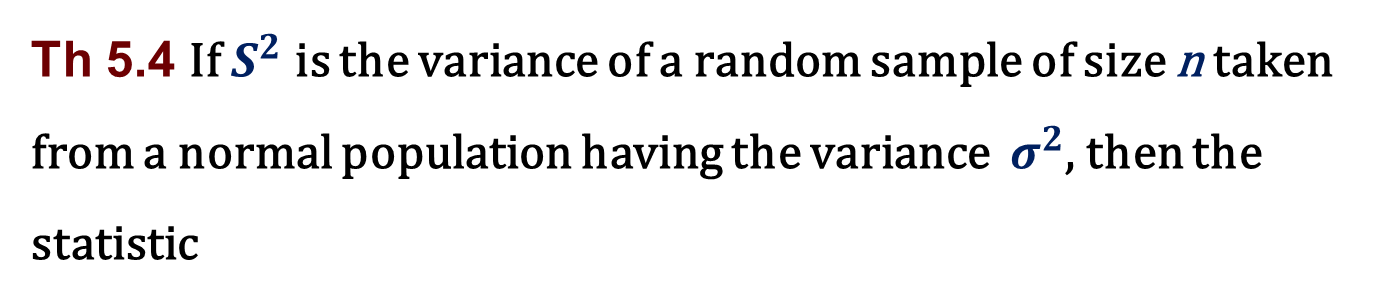 Th 5.4 If S² is the variance of a random sample of size n taken
from a normal population having the variance σ², then the
statistic